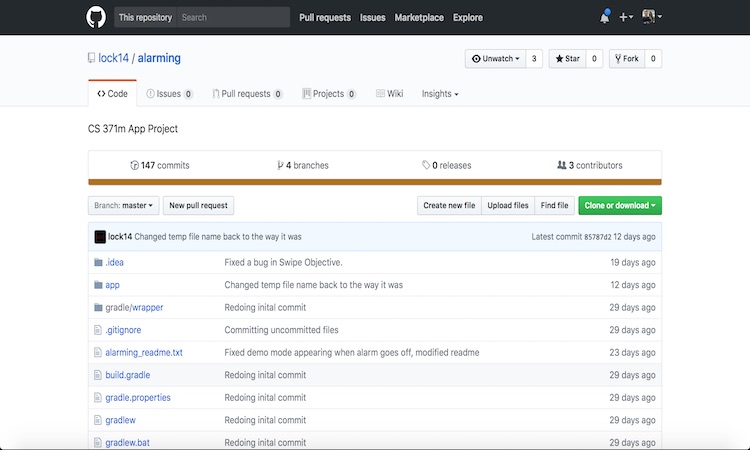 This repository Search Pull requests Issues Marketplace Explore
lock14 / alarming Unwatch 3 Star 0 Fork 0
Code Issues 0 Pull requests 0 Projects 0 Wiki Insights
CS 371m App Project
147 commits 4 branches 0 releases 3 contributors
Branch: master New pull request Create new file Upload files Find file Clone or download
lock14 Changed temp file name back to the way it was Latest commit 85787d2 12 days ago
.idea Fixed a bug in Swipe Objective. 19 days ago
app Changed temp file name back to the way it was 12 days ago
gradle/wrapper Redoing inital commit 29 days ago
.gitignore Committing uncommitted files 29 days ago
alarming_readme.txt Fixed demo mode appearing when alarm goes off, modified readme 23 days ago
build.gradle Redoing inital commit 29 days ago
gradle.properties Redoing inital commit 29 days ago
gradlew Redoing inital commit 29 days ago
gradlew.bat Redoing inital commit 29 days ago